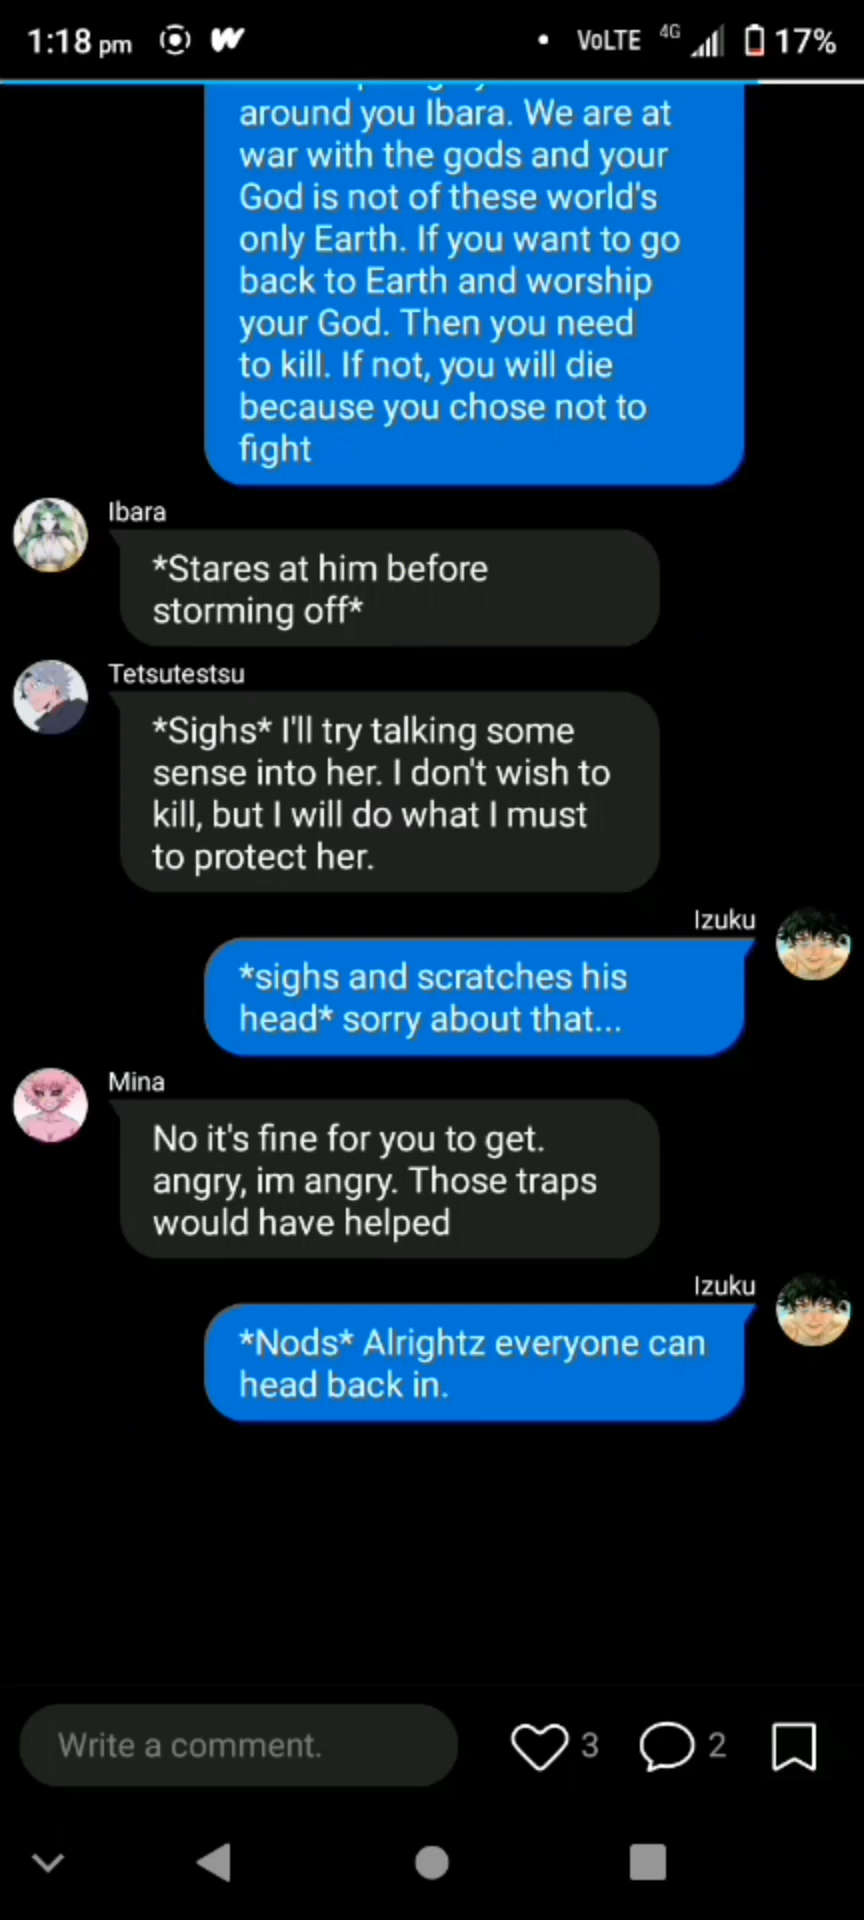 1:18 pm VoLTE 4G 17%
around you Ibara. We are at
war with the gods and your
God is not of these world's
only Earth. If you want to go
back to Earth and worship
your God. Then you need
to kill. If not, you will die
because you chose not to
fight
Ibara
*Stares at him before
storming off*
Tetsutestsu
*Sighs* I'll try talking some
sense into her. I don't wish to
kill, but I will do what I must
to protect her.
Izuku
*sighs and scratches his
head* sorry about that...
Mina
No it's fine for you to get.
angry, im angry. Those traps
would have helped
Izuku
*Nods* Alrightz everyone can
head back in.
Write a comment. 3 2